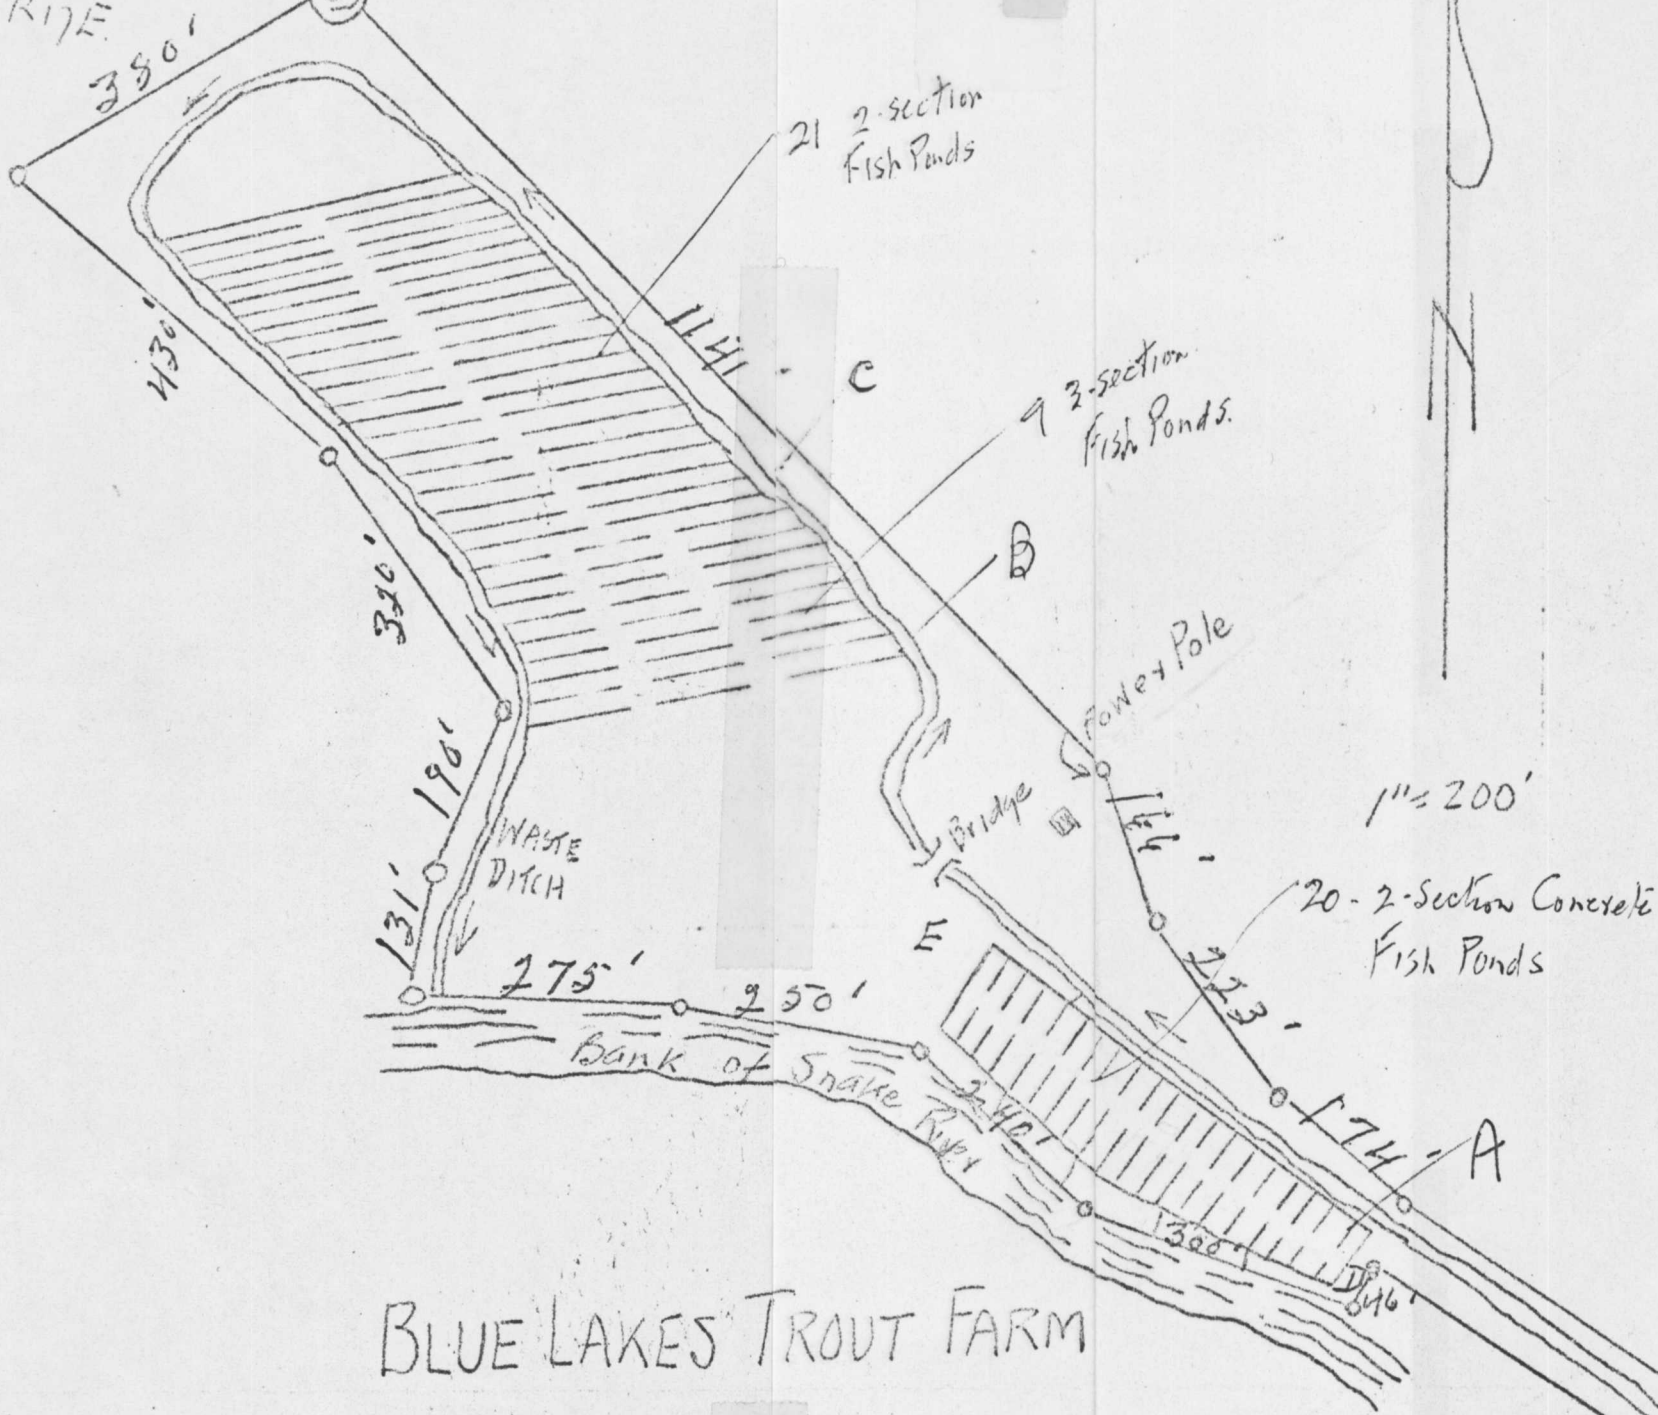 380'
21 2-section
Fish Ponds
430'
1141'
C
9 3-section
Fish Ponds.
B
320'
Power Pole
N
190'
Bridge
166'
1" = 200'
WASTE
DITCH
131'
20 - 2-Section Concrete
Fish Ponds
E
275'
250'
223'
Bank of Snake River
240'
174'
A
300'
D
46'
BLUE LAKES TROUT FARM